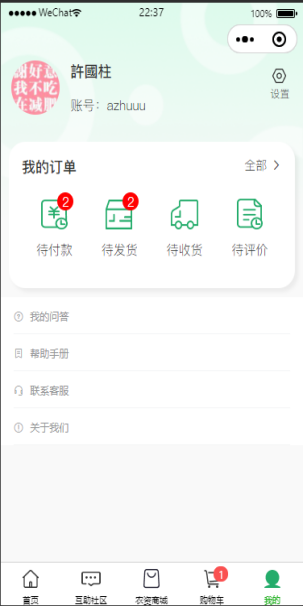 WeChat 22:37 100%
謝好意
我不吃
在減肥
許國柱
账号：azhuuu
设置
我的订单 全部
2 2
待付款 待发货 待收货 待评价
我的问答
帮助手册
联系客服
关于我们
1
首页 互助社区 农资商城 购物车 我的